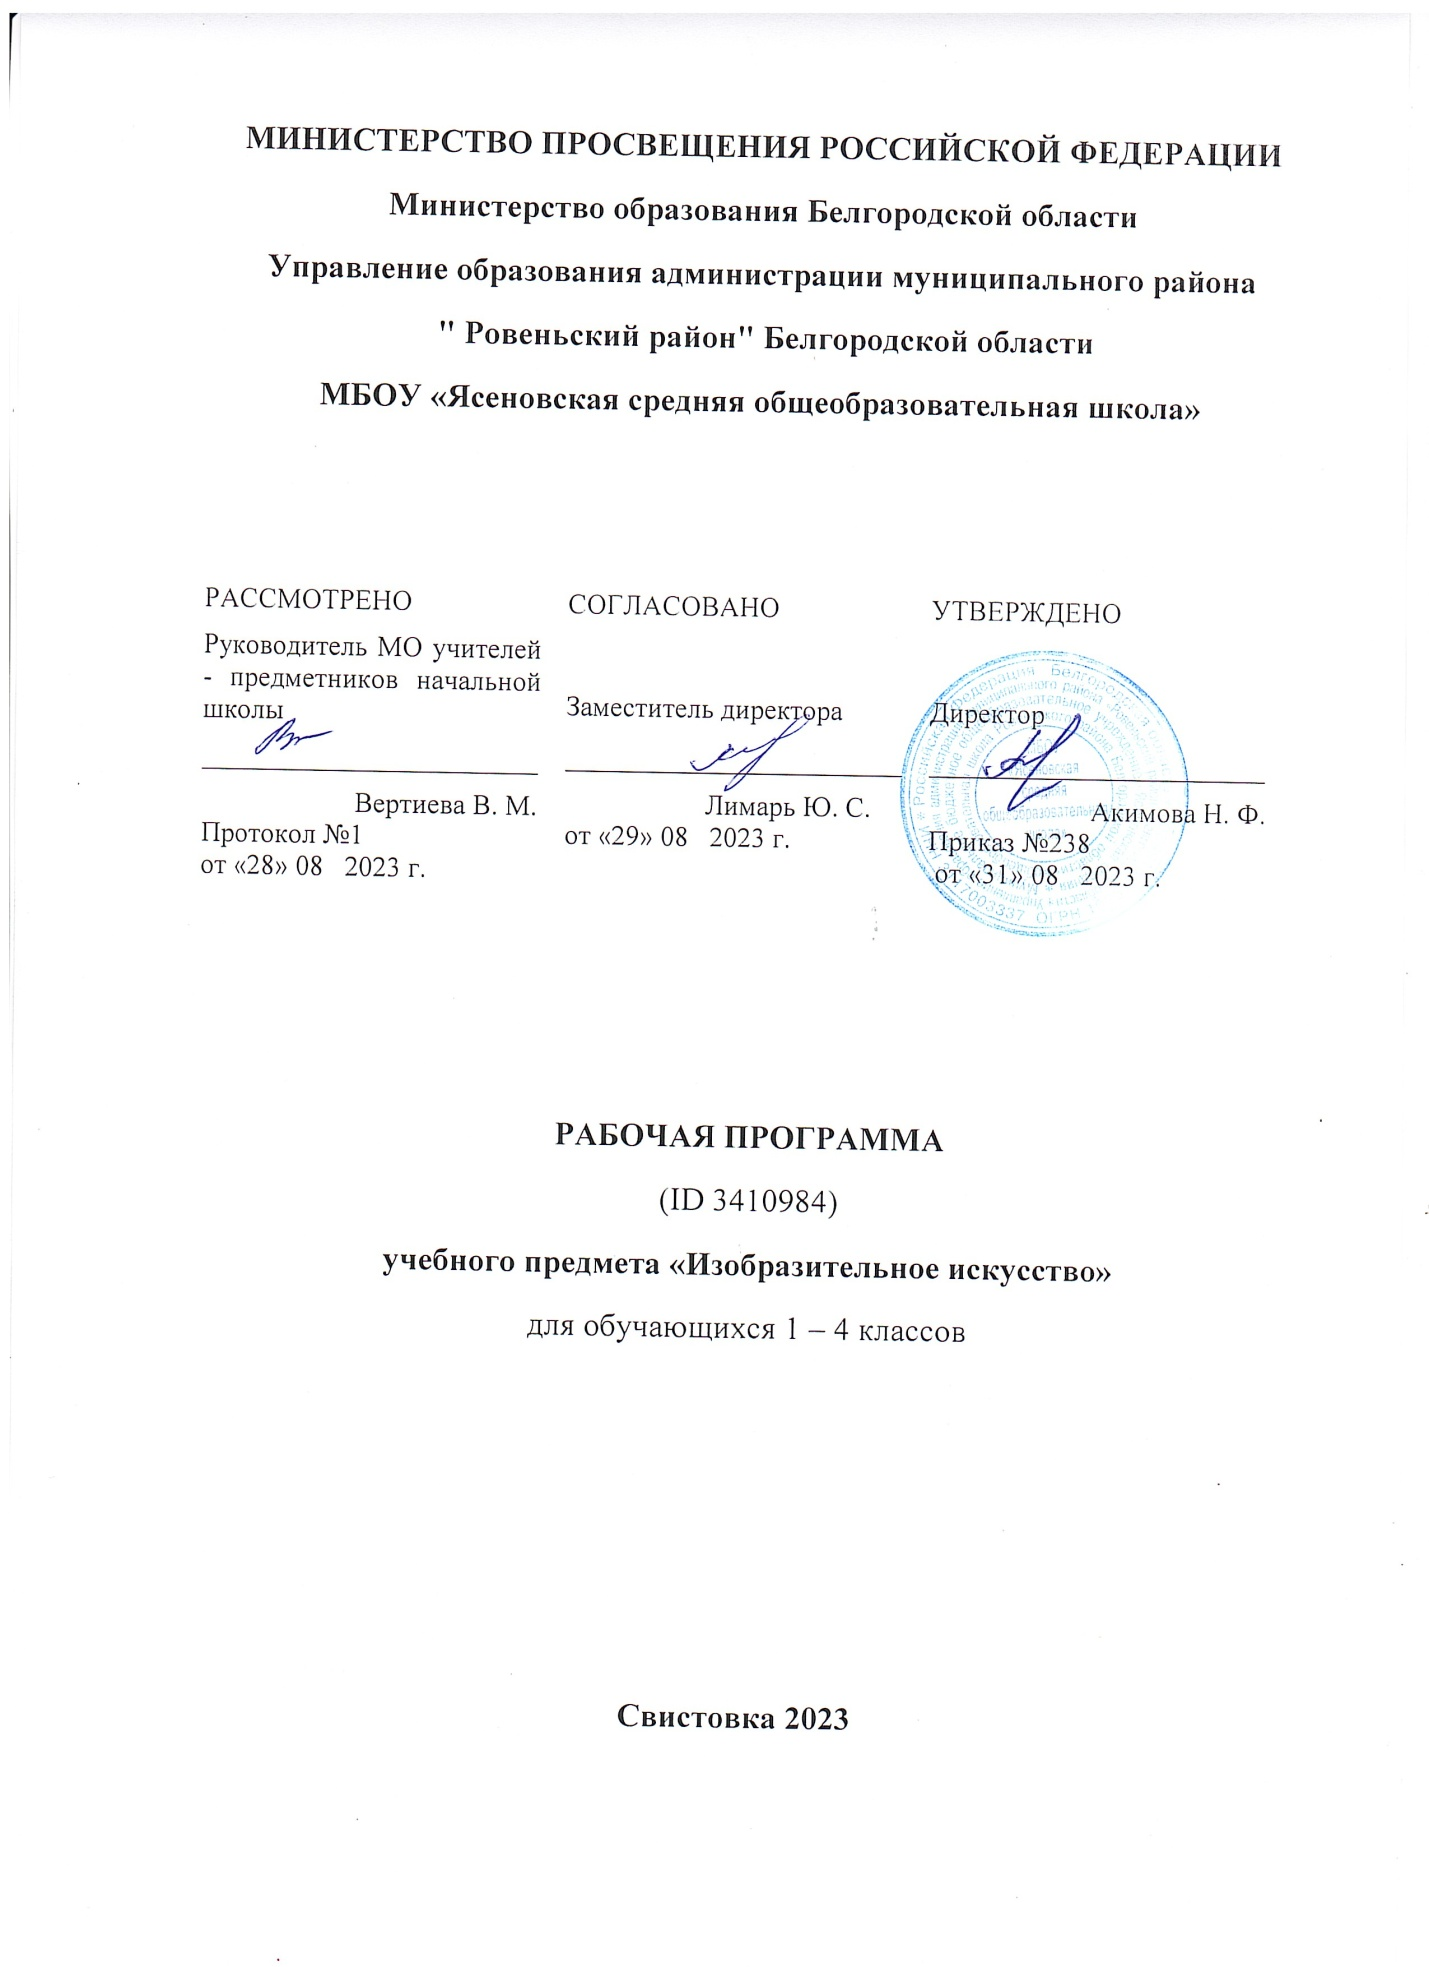 МИНИСТЕРСТВО ПРОСВЕЩЕНИЯ РОССИЙСКОЙ ФЕДЕРАЦИИ
Министерство образования Белгородской области
Управление образования администрации муниципального района
" Ровеньский район" Белгородской области
МБОУ «Ясеновская средняя общеобразовательная школа»
РАССМОТРЕНО
Руководитель МО учителей
- предметников начальной
школы
Вертиева В. М.
Протокол №1
от «28» 08 2023 г.
СОГЛАСОВАНО
Заместитель директора
Лимарь Ю. С.
от «29» 08 2023 г.
УТВЕРЖДЕНО
Директор
Акимова Н. Ф.
Приказ №238
от «31» 08 2023 г.
РАБОЧАЯ ПРОГРАММА
(ID 3410984)
учебного предмета «Изобразительное искусство»
для обучающихся 1 – 4 классов
Свистовка 2023